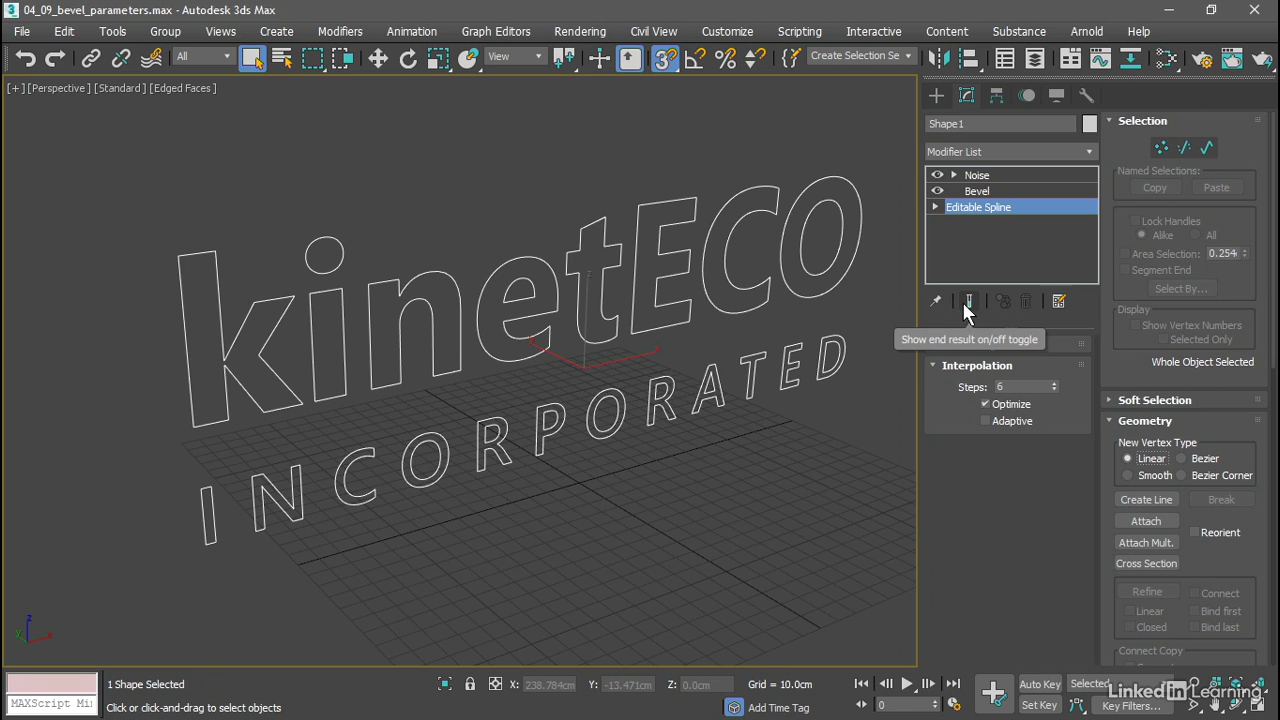 04_09_bevel_parameters.max - Autodesk 3ds Max
File Edit Tools Group Views Create Modifiers Animation Graph Editors Rendering Civil View Customize Scripting Interactive Content Substance Arnold Help
All View 3 Create Selection Se
[+] [Perspective] [Standard] [Edged Faces]
kinetECO
INCORPORATED
z
z
y
x
Shape1
Modifier List
Noise
Bevel
Editable Spline
Show end result on/off toggle
Interpolation
Steps: 6
Optimize
Adaptive
Selection
Named Selections:
Copy Paste
Lock Handles
Alike All
Area Selection: 0.254
Segment End
Select By...
Display
Show Vertex Numbers
Selected Only
Whole Object Selected
Soft Selection
Geometry
New Vertex Type
Linear Bezier
Smooth Bezier Corner
Create Line Break
Attach
Reorient
Attach Mult.
Cross Section
Refine Connect
Linear Bind first
Closed Bind last
Connect Copy
1 Shape Selected
X: 238.784cm Y: -13.471cm Z: 0.0cm Grid = 10.0cm
Auto Key Selected
MAXScript Mi
Click or click-and-drag to select objects
Add Time Tag
0
Set Key Key Filters...
LinkedIn Learning